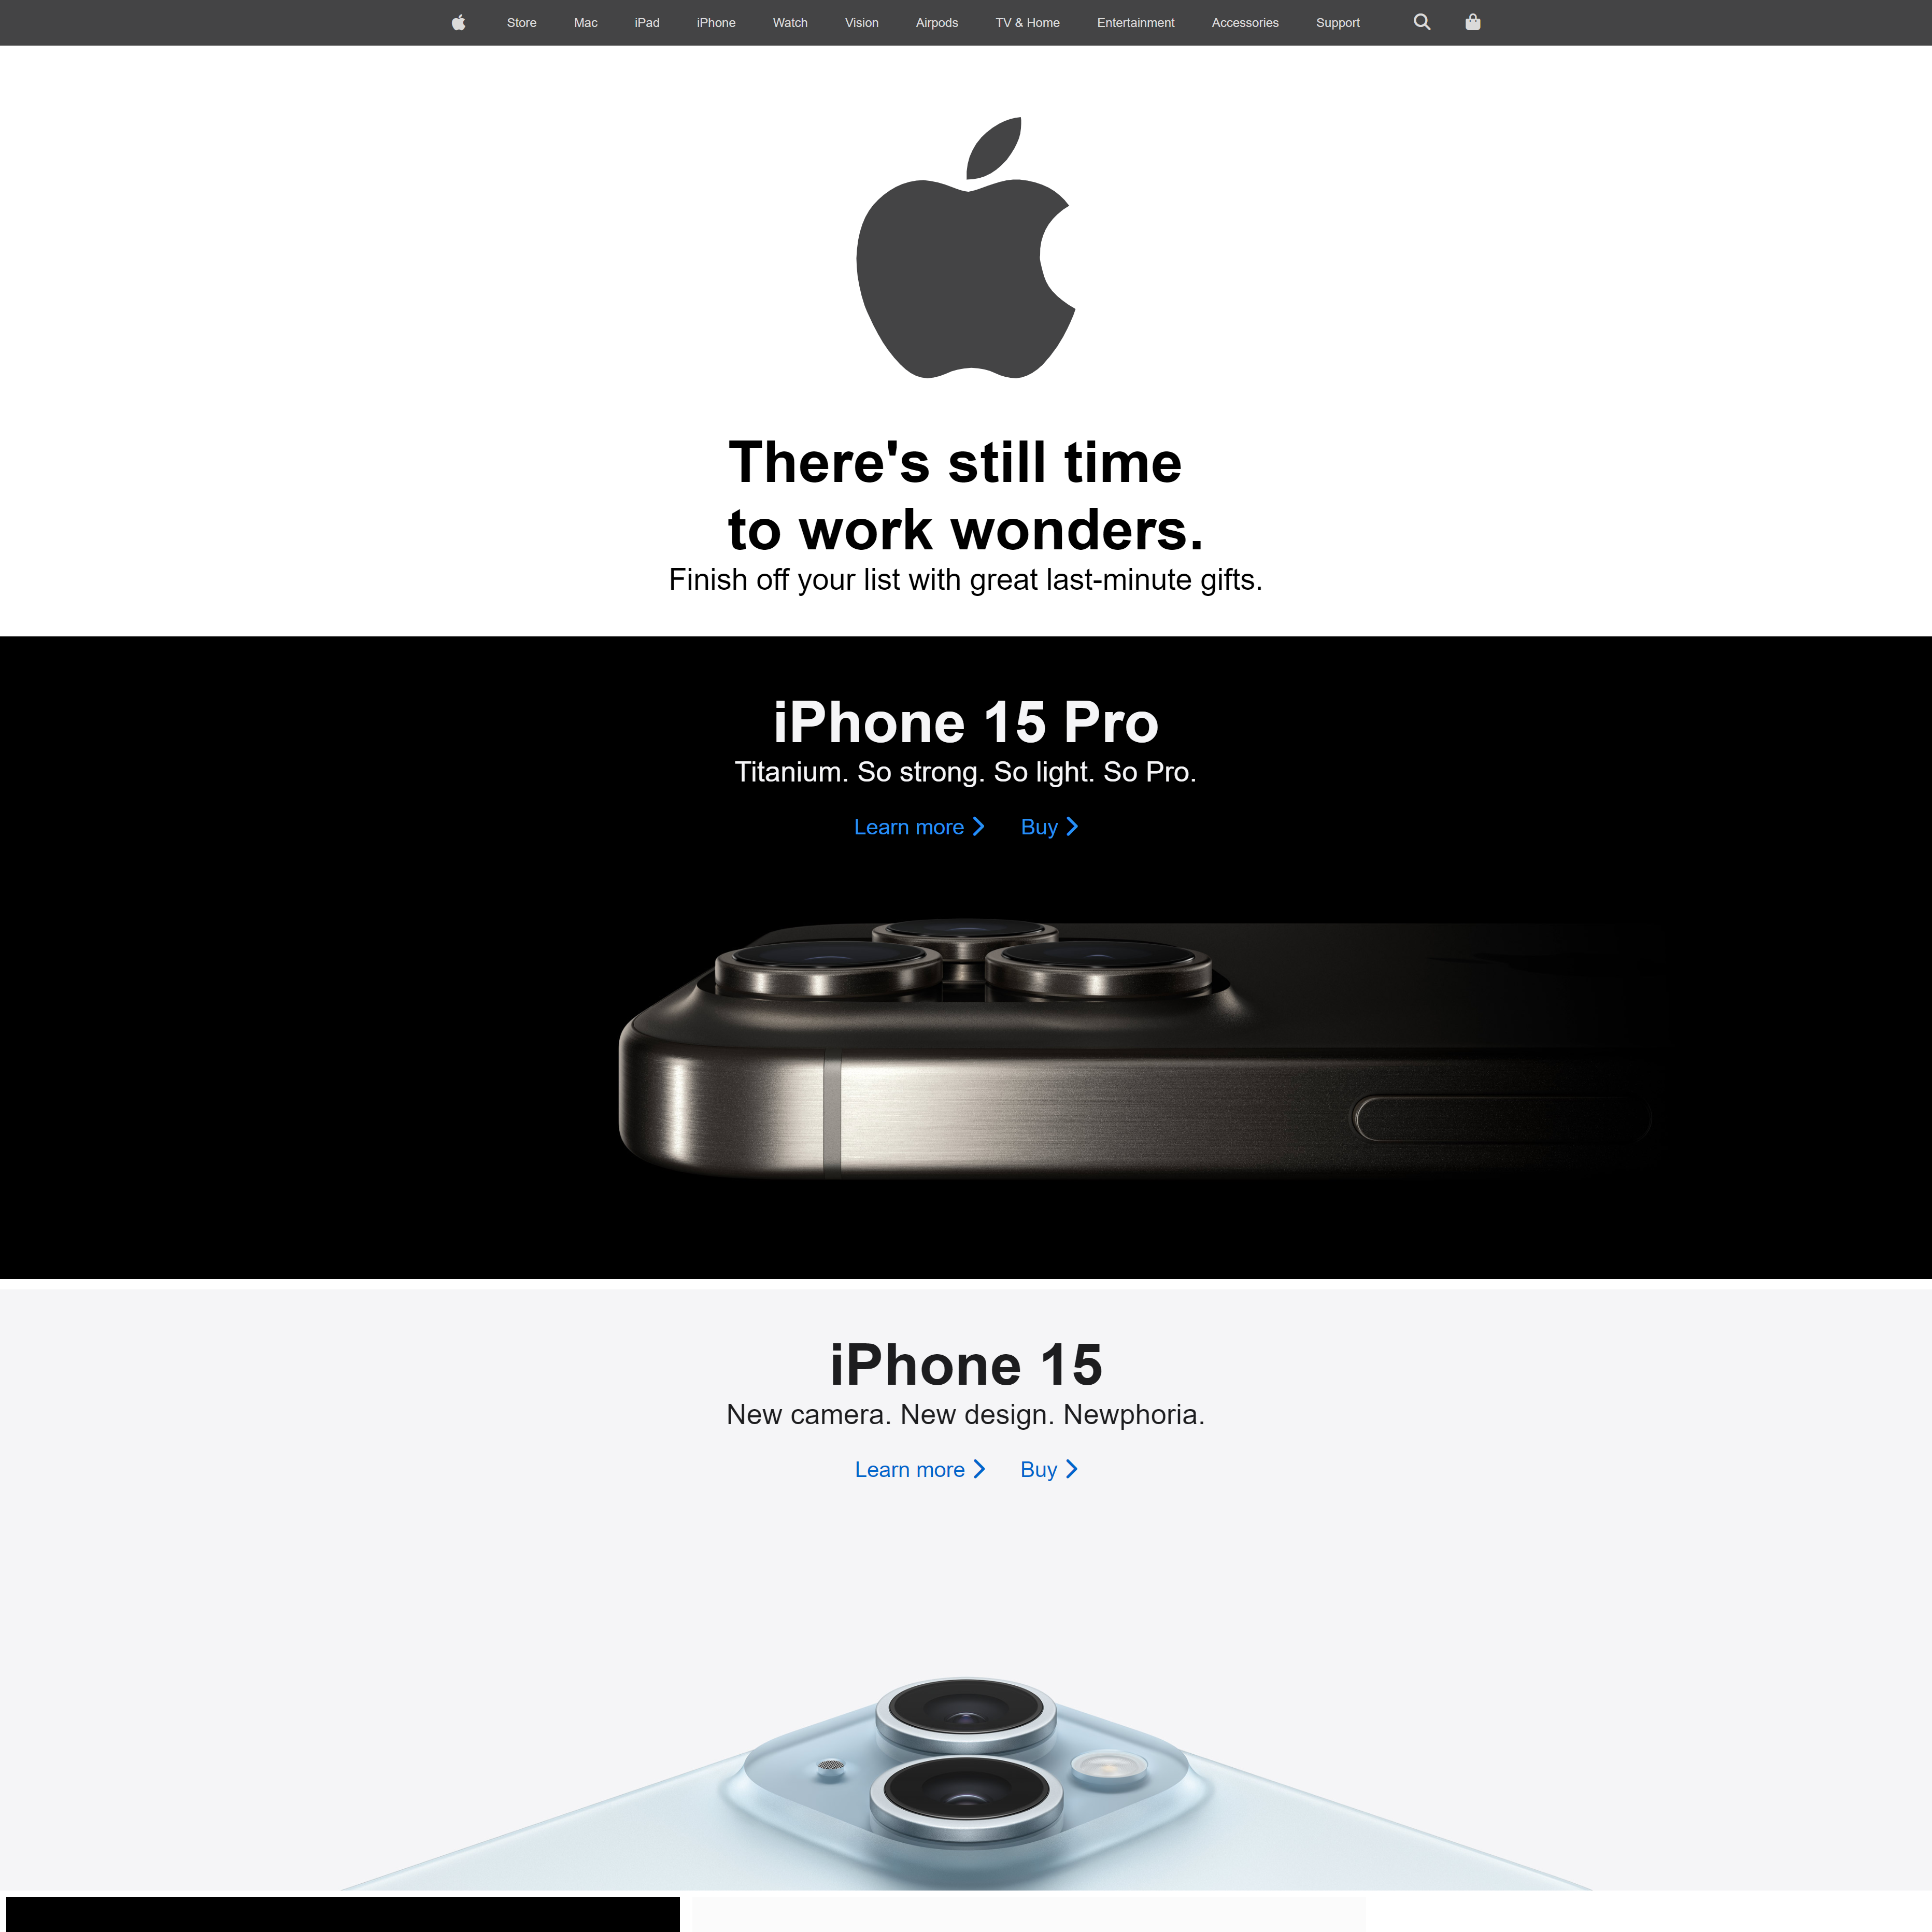 Store Mac iPad iPhone Watch Vision Airpods TV & Home Entertainment Accessories Support
There's still time
to work wonders.
Finish off your list with great last-minute gifts.
iPhone 15 Pro
Titanium. So strong. So light. So Pro.
Learn more Buy
iPhone 15
New camera. New design. Newphoria.
Learn more Buy